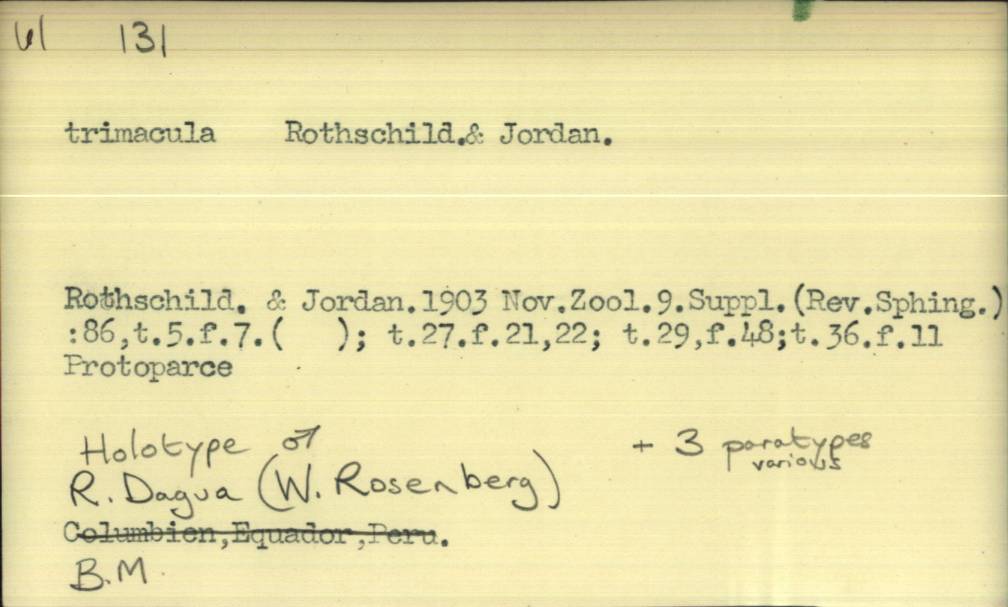 131
trimacula Rothschild.& Jordan.
Rothschild. & Jordan.1903 Nov.Zool.9.Suppl.(Rev.Sphing.)
:86,t.5.f.7.( ); t.27.f.21,22; t.29,f.48;t.36.f.11
Protoparce
Holotype ♂ + 3 paratypes
various
R. Dagua (W. Rosenberg)
Columbien,Equador,Peru.
B.M.